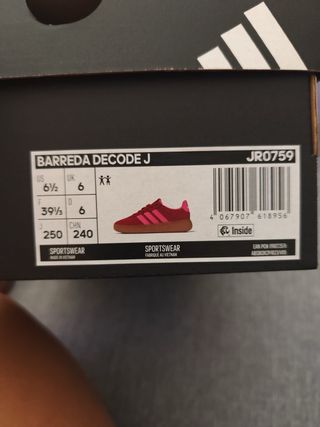 BARREDA DECODE J
JR0759
US UK
6½ 6
F D
39⅓ 6
J CHN
250 240
4 067907 618956
Inside
SPORTSWEAR
MADE IN VIETNAM
SPORTSWEAR
FABRIQUÉ AU VIETNAM